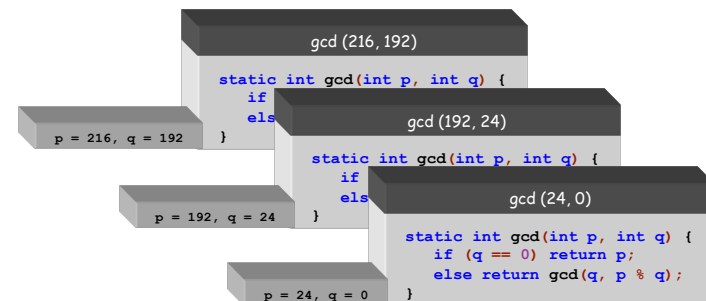 gcd (216, 192)
static int gcd(int p, int q) {
if
els
}
p = 216, q = 192
gcd (192, 24)
static int gcd(int p, int q) {
if
els
}
p = 192, q = 24
gcd (24, 0)
static int gcd(int p, int q) {
if (q == 0) return p;
else return gcd(q, p % q);
}
p = 24, q = 0